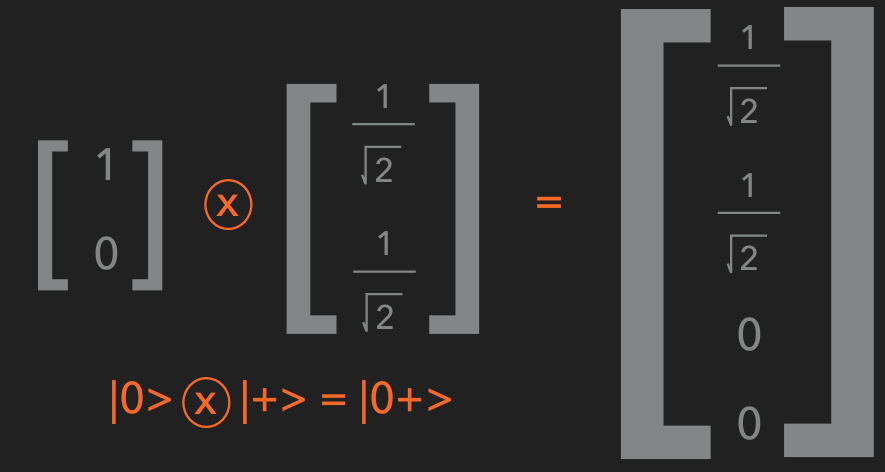 [1 0] ⊗ [1/√2 1/√2] = [1/√2 1/√2 0 0]
|0> ⊗ |+> = |0+>